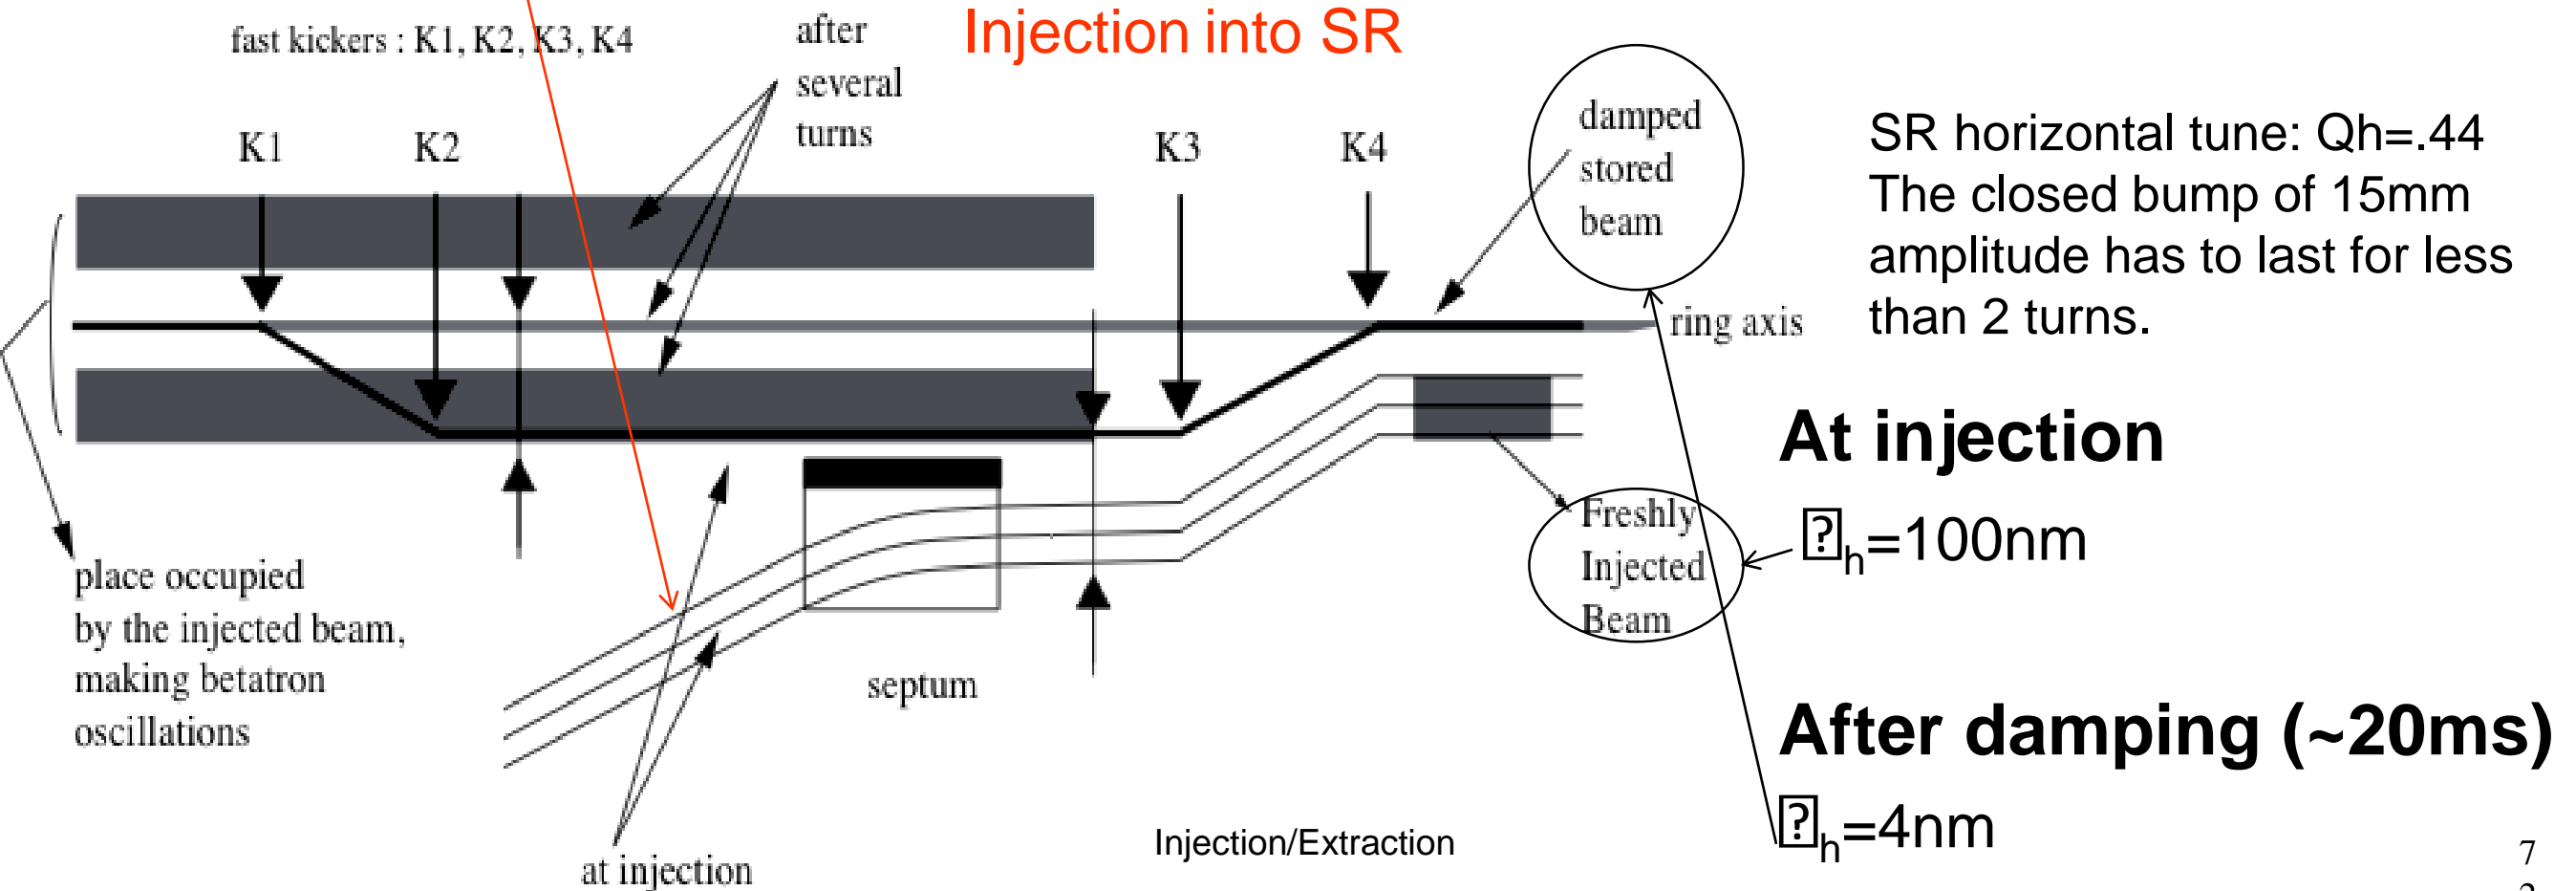 Injection into SR
fast kickers : K1, K2, K3, K4
after
several
turns
K1
K2
K3
K4
damped
stored
beam
ring axis
SR horizontal tune: Qh=.44
The closed bump of 15mm
amplitude has to last for less
than 2 turns.
At injection
h=100nm
Freshly
Injected
Beam
place occupied
by the injected beam,
making betatron
oscillations
septum
at injection
After damping (~20ms)
h=4nm
Injection/Extraction
7